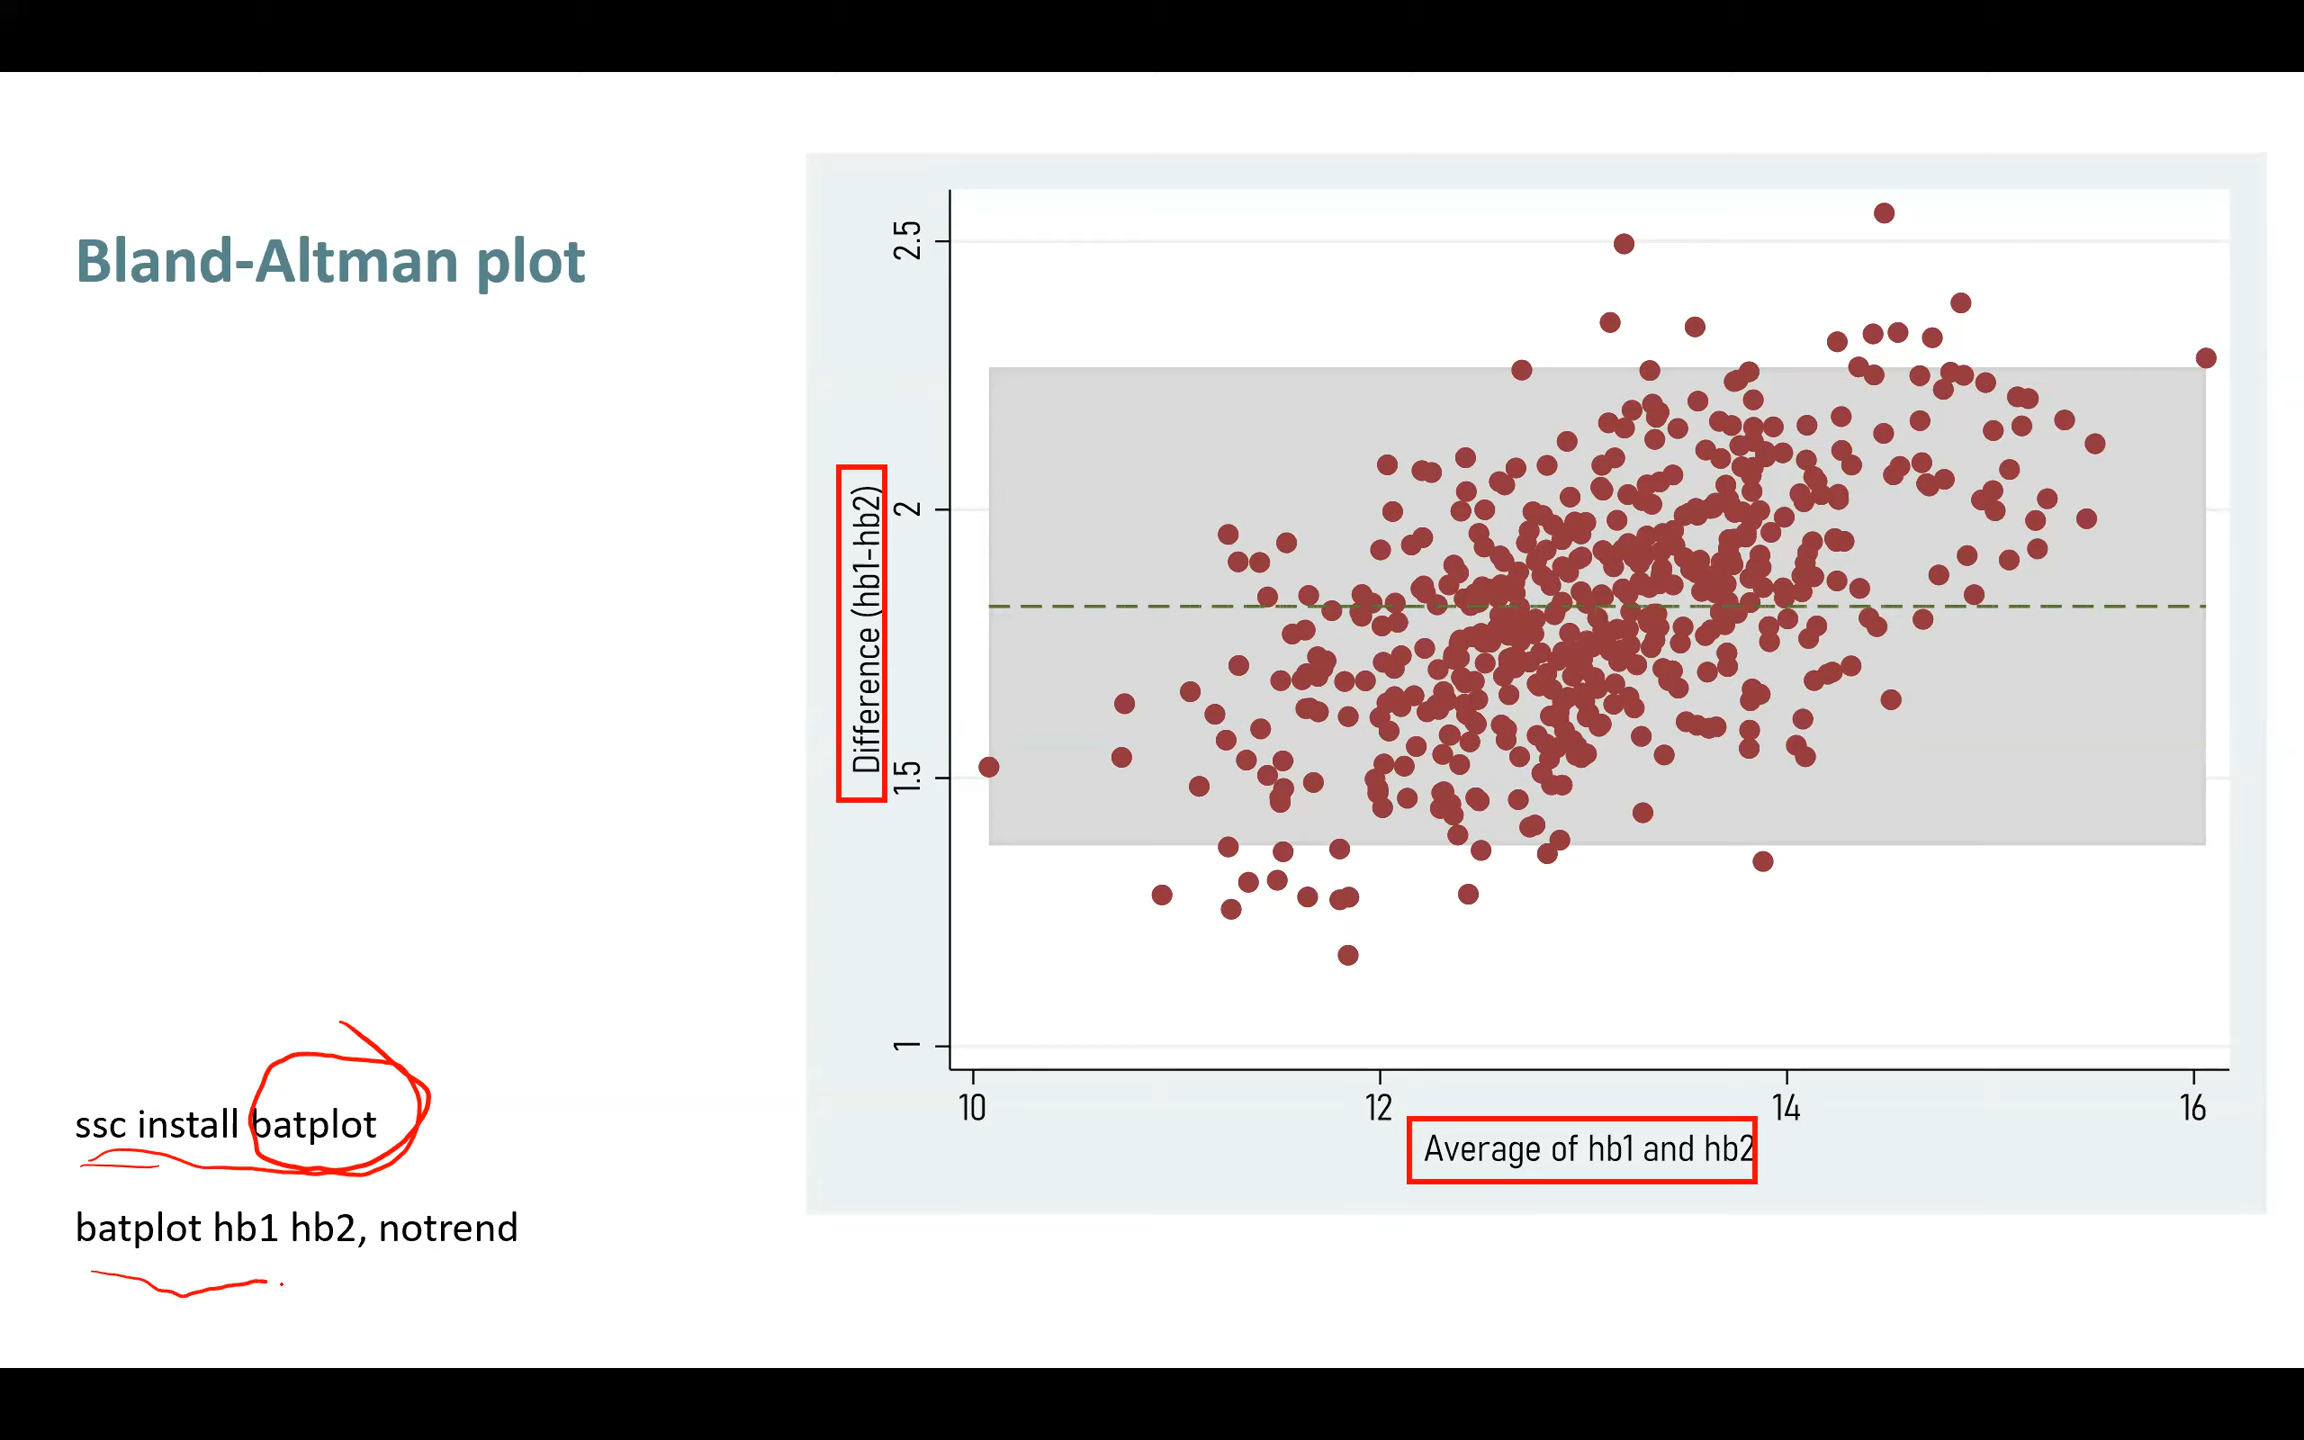 Bland-Altman plot
ssc install batplot
batplot hb1 hb2, notrend
Difference (hb1-hb2)
2.5
2
1.5
1
10 12 14 16
Average of hb1 and hb2